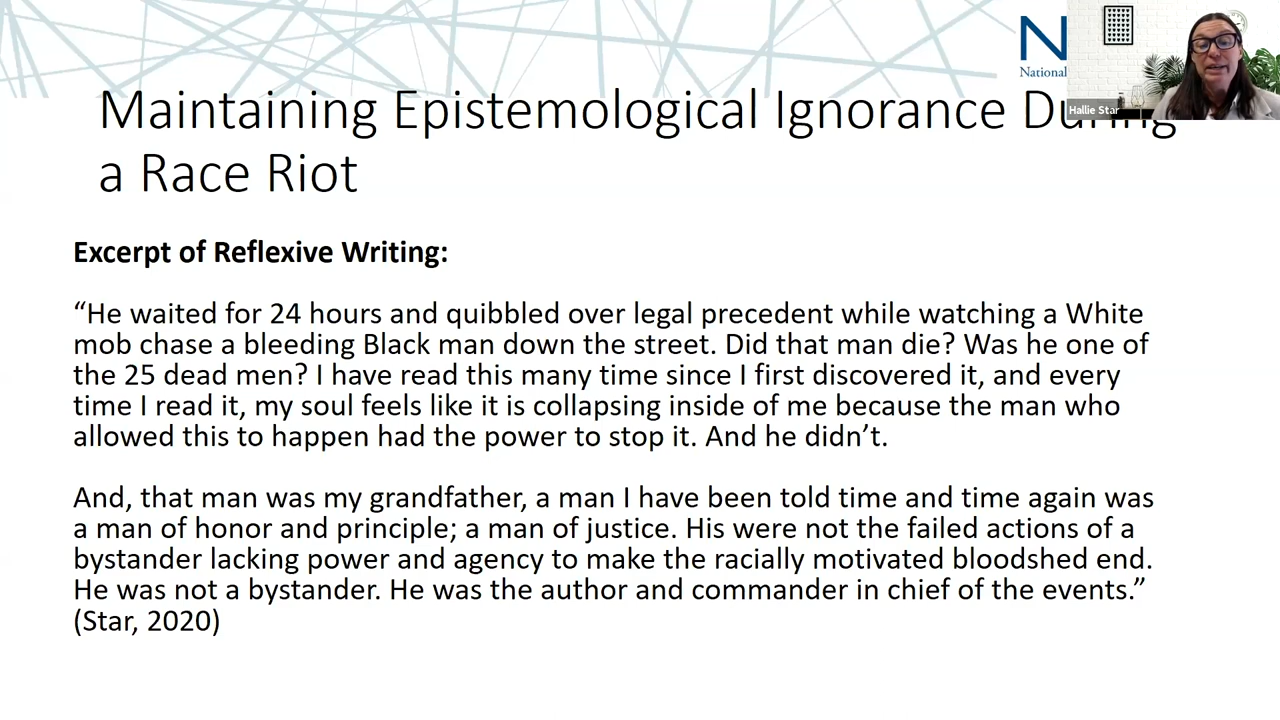 N
National
Hallie Star
Maintaining Epistemological Ignorance During
a Race Riot
Excerpt of Reflexive Writing:
“He waited for 24 hours and quibbled over legal precedent while watching a White
mob chase a bleeding Black man down the street. Did that man die? Was he one of
the 25 dead men? I have read this many time since I first discovered it, and every
time I read it, my soul feels like it is collapsing inside of me because the man who
allowed this to happen had the power to stop it. And he didn’t.
And, that man was my grandfather, a man I have been told time and time again was
a man of honor and principle; a man of justice. His were not the failed actions of a
bystander lacking power and agency to make the racially motivated bloodshed end.
He was not a bystander. He was the author and commander in chief of the events.”
(Star, 2020)